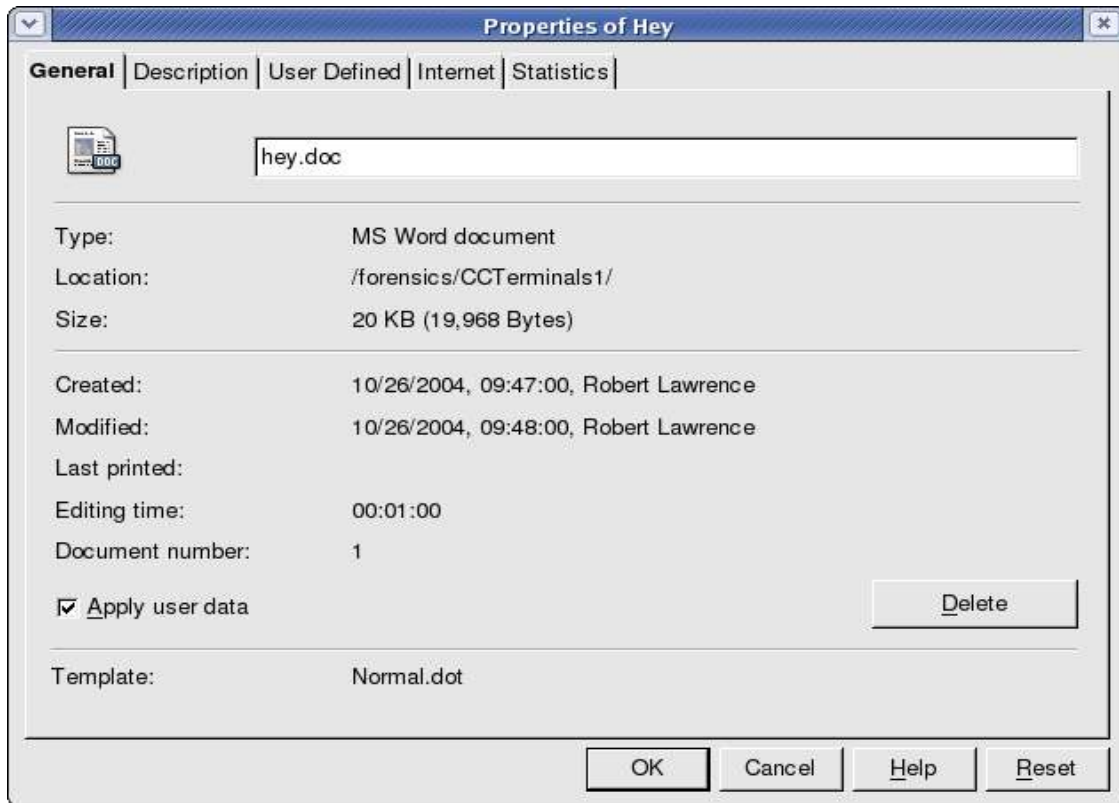 Properties of Hey
General Description User Defined Internet Statistics
DOC
hey.doc
Type: MS Word document
Location: /forensics/CCTerminals1/
Size: 20 KB (19,968 Bytes)
Created: 10/26/2004, 09:47:00, Robert Lawrence
Modified: 10/26/2004, 09:48:00, Robert Lawrence
Last printed:
Editing time: 00:01:00
Document number: 1
Apply user data Delete
Template: Normal.dot
OK Cancel Help Reset